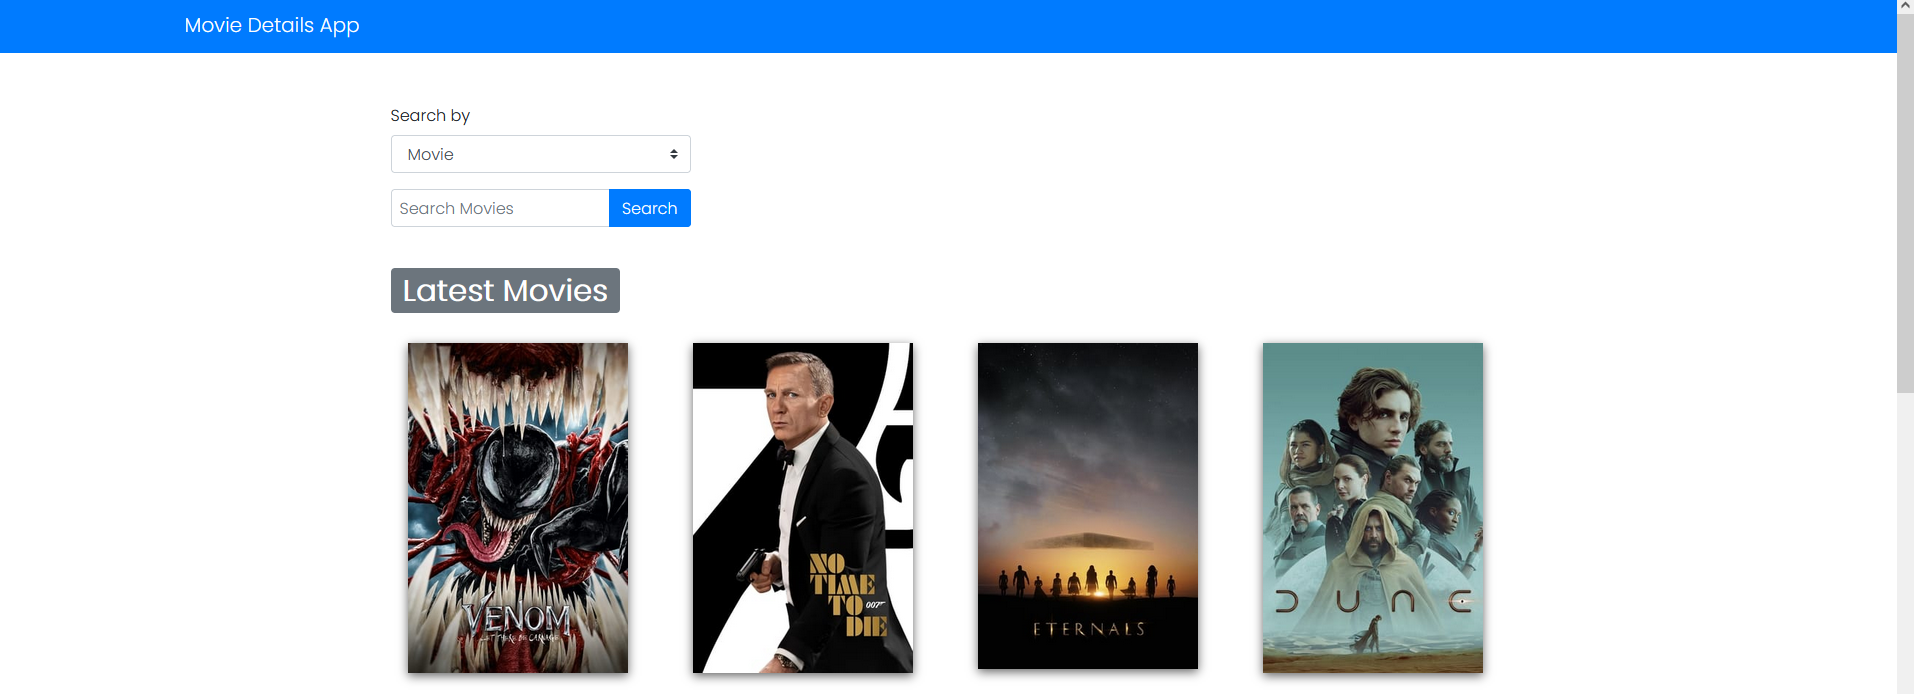 Movie Details App
Search by
Movie
Search Movies
Search
Latest Movies
VENOM
LET THERE BE CARNAGE
NO
TIME
TO
007
DIE
ETERNALS
DUNE